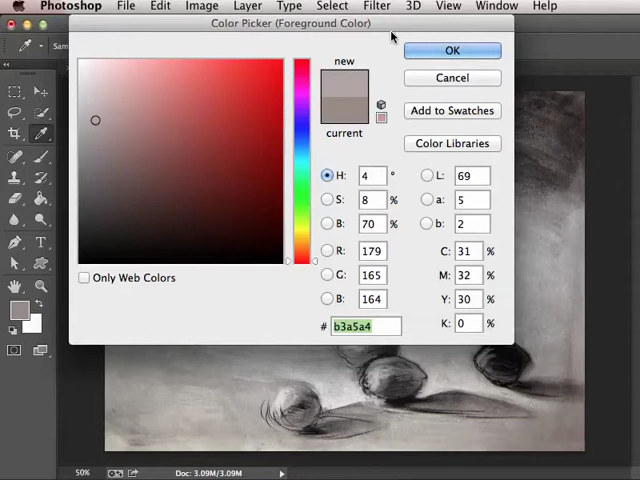 Photoshop File Edit Image Layer Type Select Filter 3D View Window Help
Color Picker (Foreground Color)
Sam
new
current
OK
Cancel
Add to Swatches
Color Libraries
H: 4 °
S: 8 %
B: 70 %
R: 179
G: 165
B: 164
# b3a5a4
L: 69
a: 5
b: 2
C: 31 %
M: 32 %
Y: 30 %
K: 0 %
Only Web Colors
50% Doc: 3.09M/3.09M